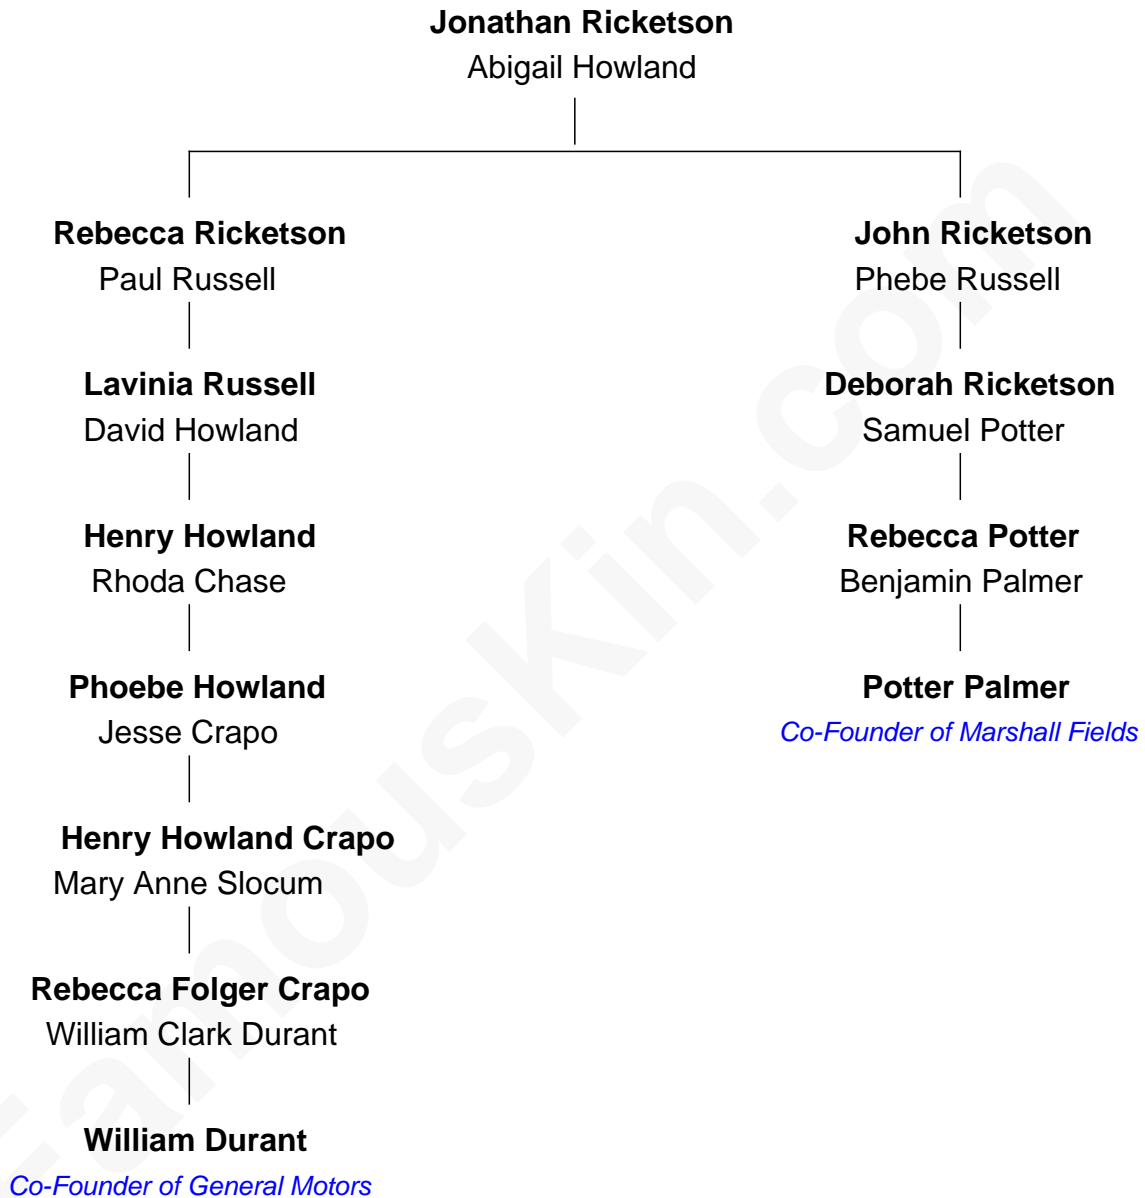 Jonathan Ricketson
Abigail Howland
Rebecca Ricketson
Paul Russell
John Ricketson
Phebe Russell
Lavinia Russell
David Howland
Deborah Ricketson
Samuel Potter
Henry Howland
Rhoda Chase
Rebecca Potter
Benjamin Palmer
Phoebe Howland
Jesse Crapo
Potter Palmer
Co-Founder of Marshall Fields
Henry Howland Crapo
Mary Anne Slocum
Rebecca Folger Crapo
William Clark Durant
William Durant
Co-Founder of General Motors
FamousKin.com